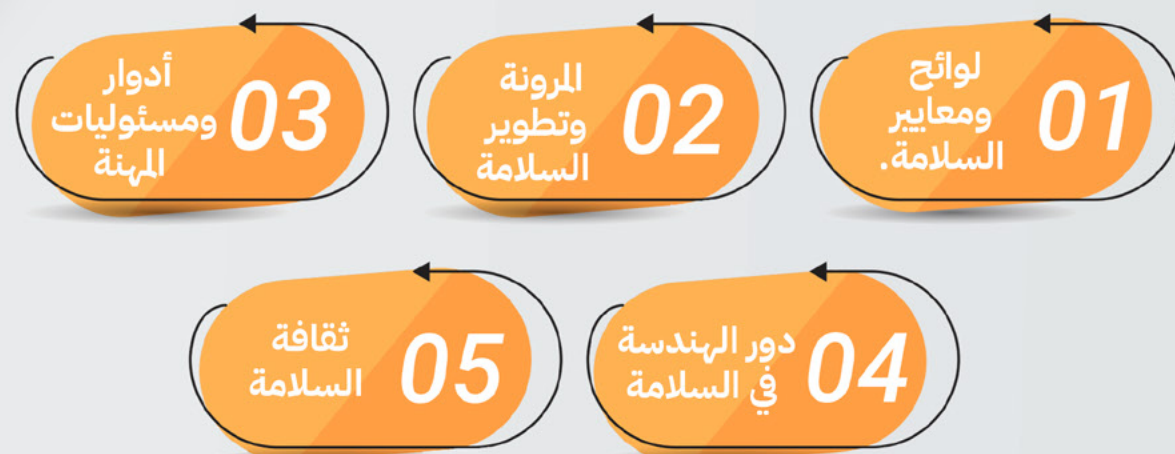 01
لوائح
ومعايير
السلامة.
02
المرونة
وتطوير
السلامة
03
أدوار
ومسئوليات
المهنة
04
دور الهندسة
في السلامة
05
ثقافة
السلامة